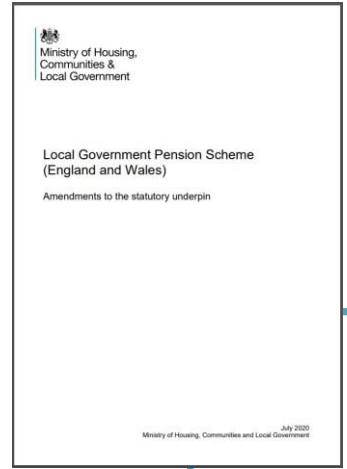 Ministry of Housing,
Communities &
Local Government
Local Government Pension Scheme
(England and Wales)
Amendments to the statutory underpin
July 2020
Ministry of Housing, Communities and Local Government